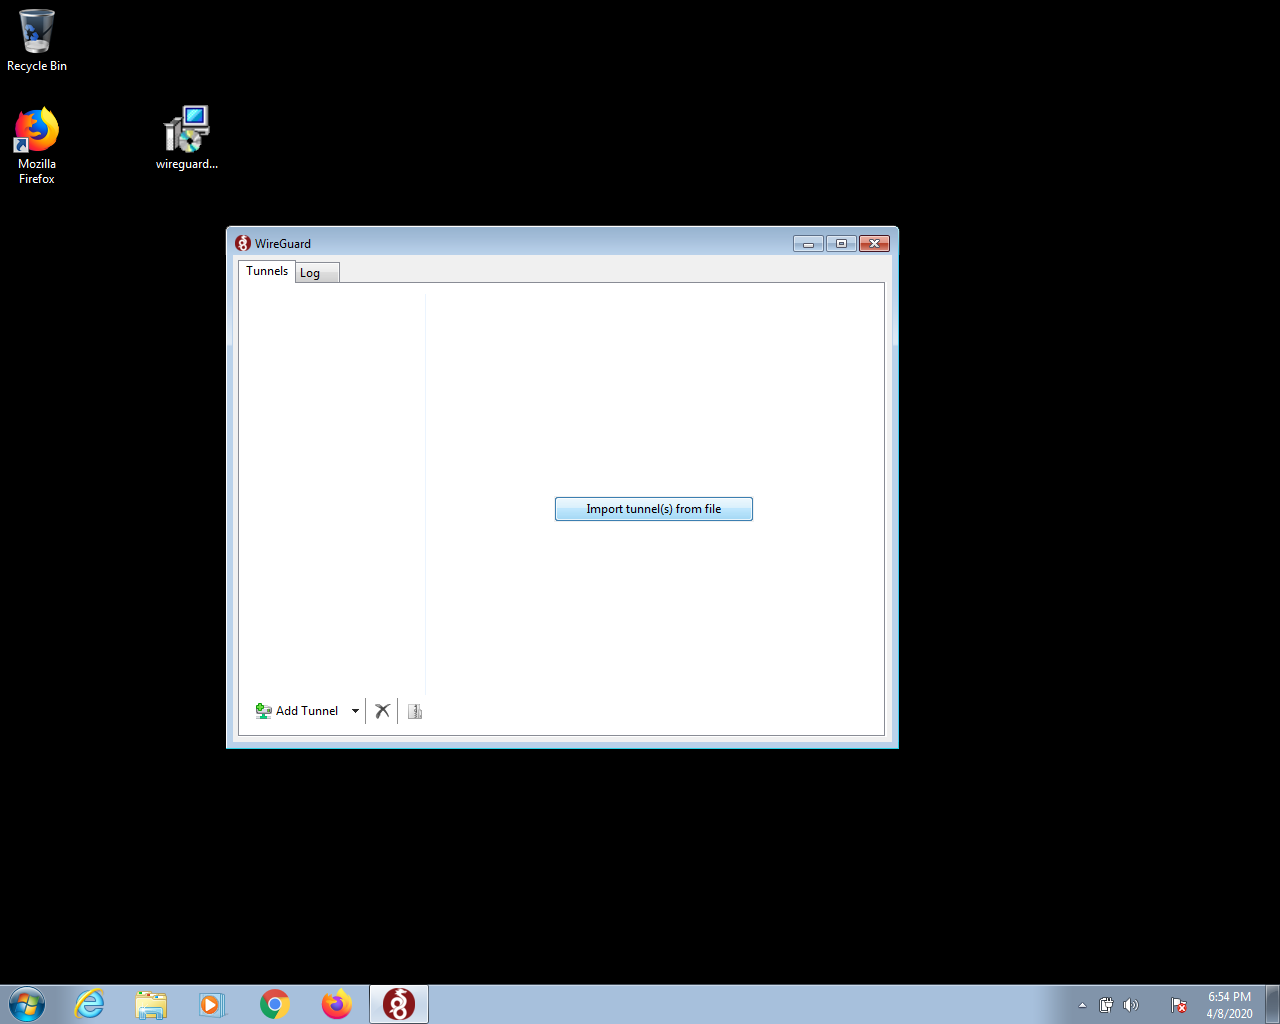 Recycle Bin
Mozilla
Firefox
wireguard...
WireGuard
Tunnels
Log
Import tunnel(s) from file
Add Tunnel
6:54 PM
4/8/2020